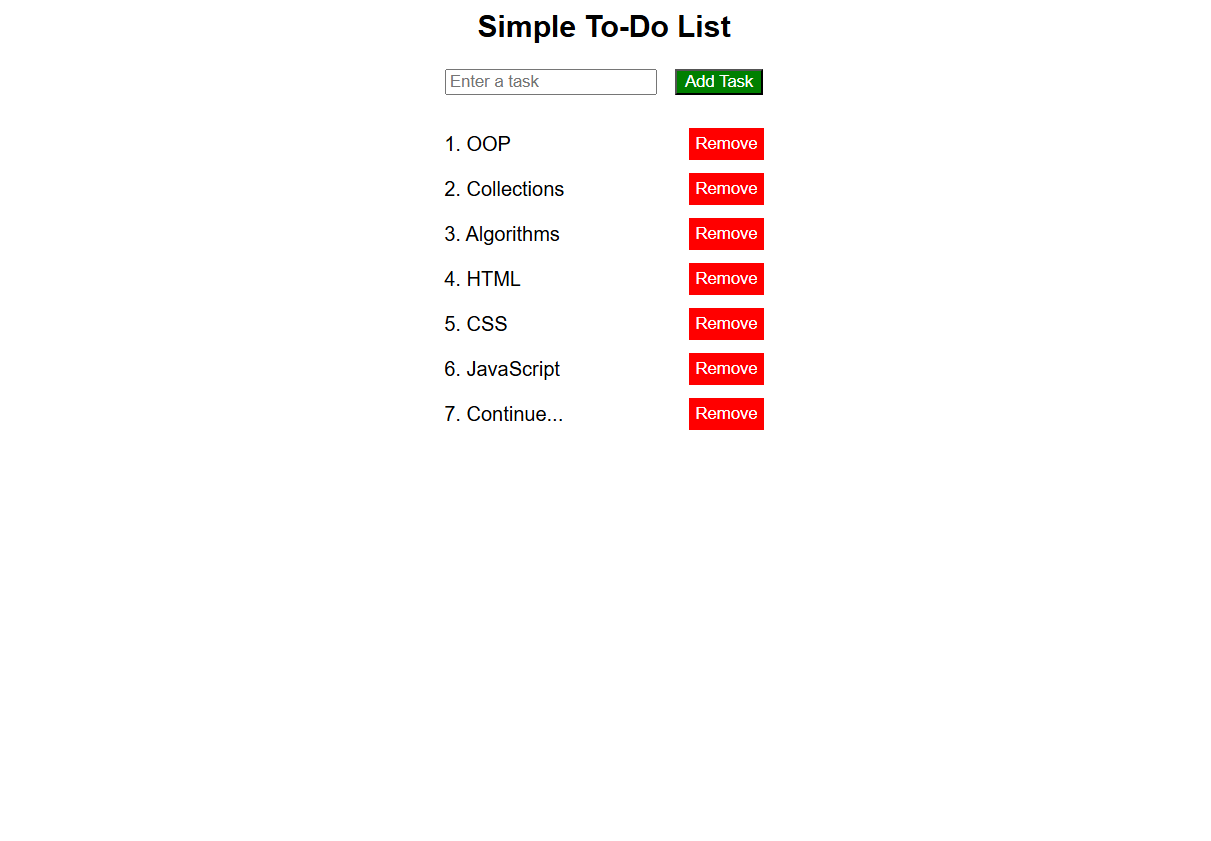 Simple To-Do List
Enter a task Add Task
1. OOP Remove
2. Collections Remove
3. Algorithms Remove
4. HTML Remove
5. CSS Remove
6. JavaScript Remove
7. Continue... Remove